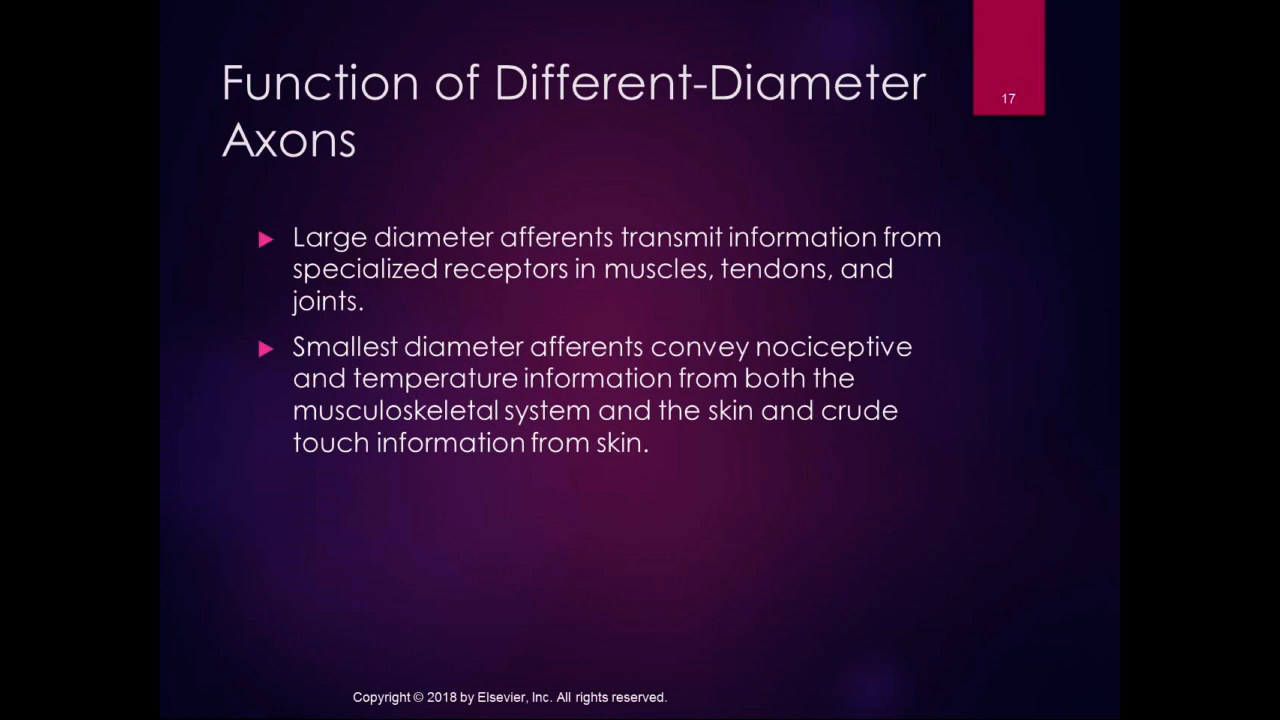 Function of Different-Diameter
Axons
17
Large diameter afferents transmit information from
specialized receptors in muscles, tendons, and
joints.
Smallest diameter afferents convey nociceptive
and temperature information from both the
musculoskeletal system and the skin and crude
touch information from skin.
Copyright © 2018 by Elsevier, Inc. All rights reserved.